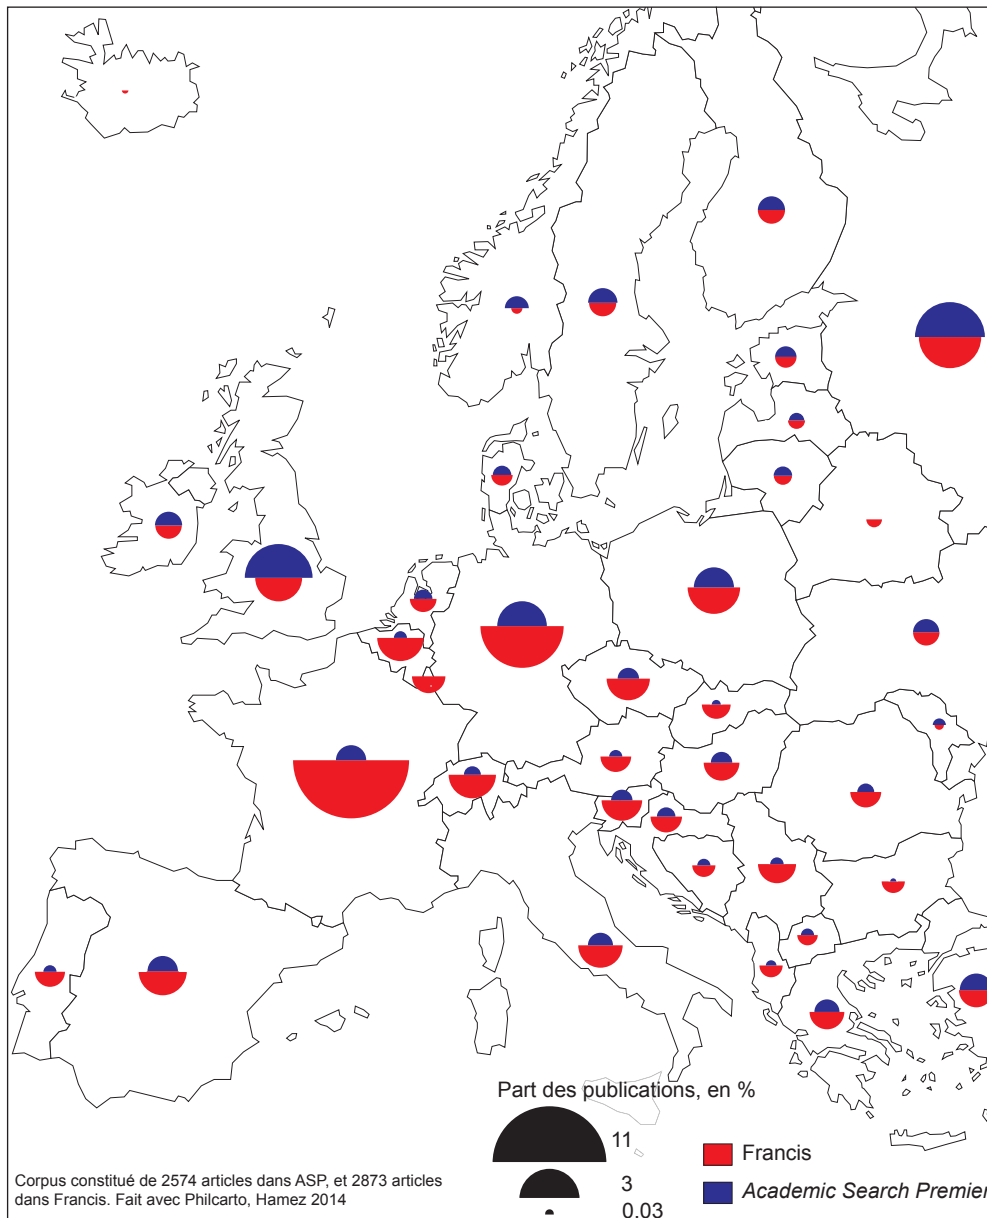 Part des publications, en %
11
3
0.03
Francis
Academic Search Premier
Corpus constitué de 2574 articles dans ASP, et 2873 articles
dans Francis. Fait avec Philcarto, Hamez 2014